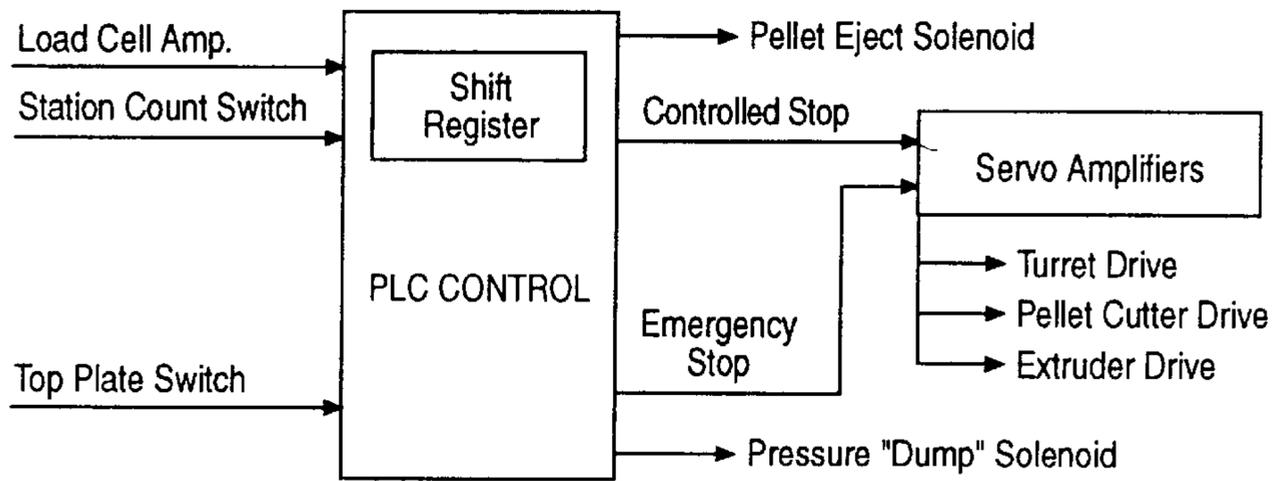 Load Cell Amp.
Station Count Switch
Top Plate Switch
Shift
Register
PLC CONTROL
Pellet Eject Solenoid
Controlled Stop
Emergency
Stop
Pressure "Dump" Solenoid
Servo Amplifiers
Turret Drive
Pellet Cutter Drive
Extruder Drive